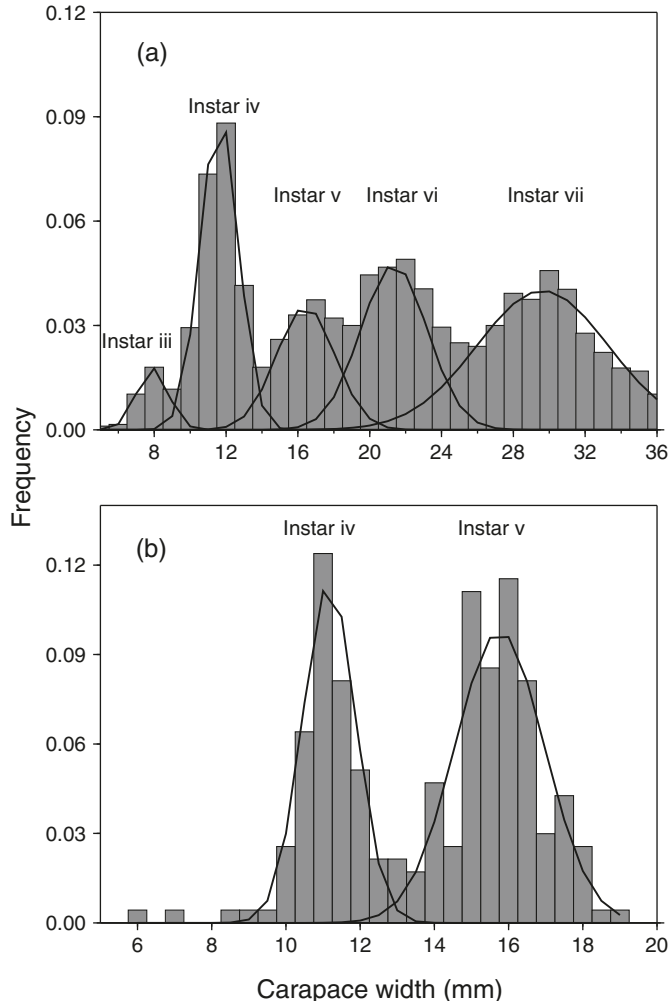 0.12
(a)
Instar iv
0.09
Instar v Instar vi Instar vii
0.06
Instar iii
0.03
0.00
8 12 16 20 24 28 32 36
Frequency
Instar iv Instar v
(b)
0.12
0.09
0.06
0.03
0.00
6 8 10 12 14 16 18 20
Carapace width (mm)